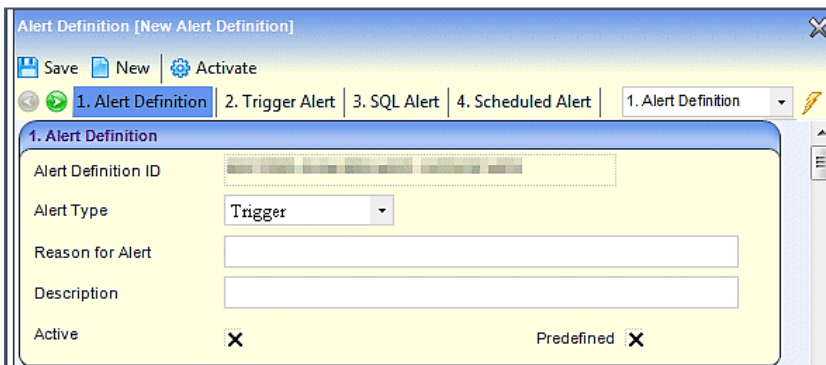 Alert Definition [New Alert Definition]
Save New Activate
1. Alert Definition 2. Trigger Alert 3. SQL Alert 4. Scheduled Alert 1. Alert Definition
1. Alert Definition
Alert Definition ID
Alert Type Trigger
Reason for Alert
Description
Active Predefined